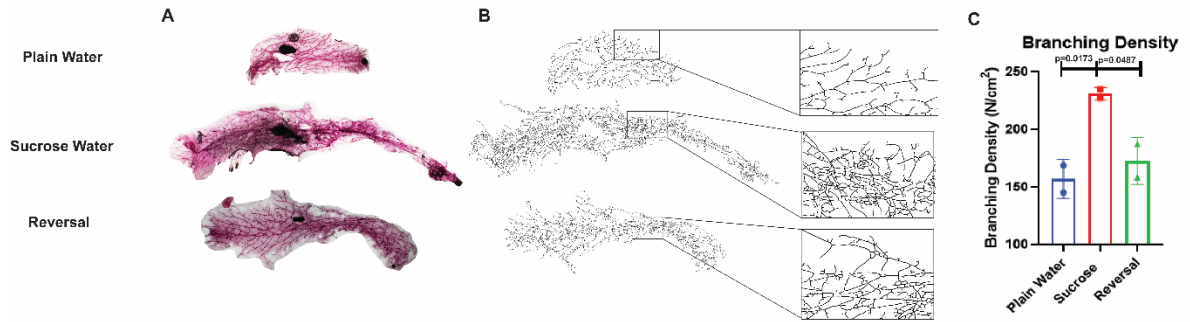 A
B
C
Plain Water
Sucrose Water
Reversal
Branching Density
p=0.0173
p=0.0487
Branching Density (N/cm²)
250
200
150
100
Plain Water
Sucrose
Reversal